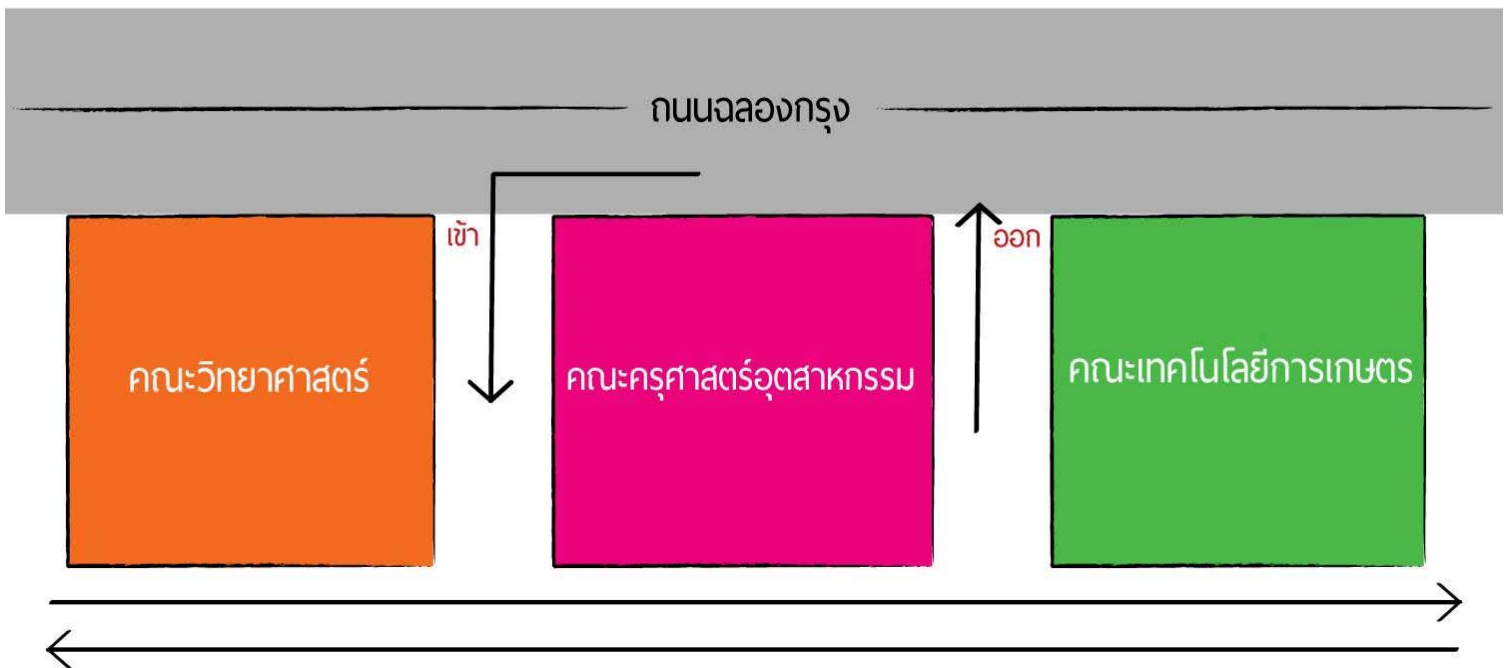 ถนนฉลองกรุง
เข้า
ออก
คณะวิทยาศาสตร์
คณะครุศาสตร์อุตสาหกรรม
คณะเทคโนโลยีการเกษตร